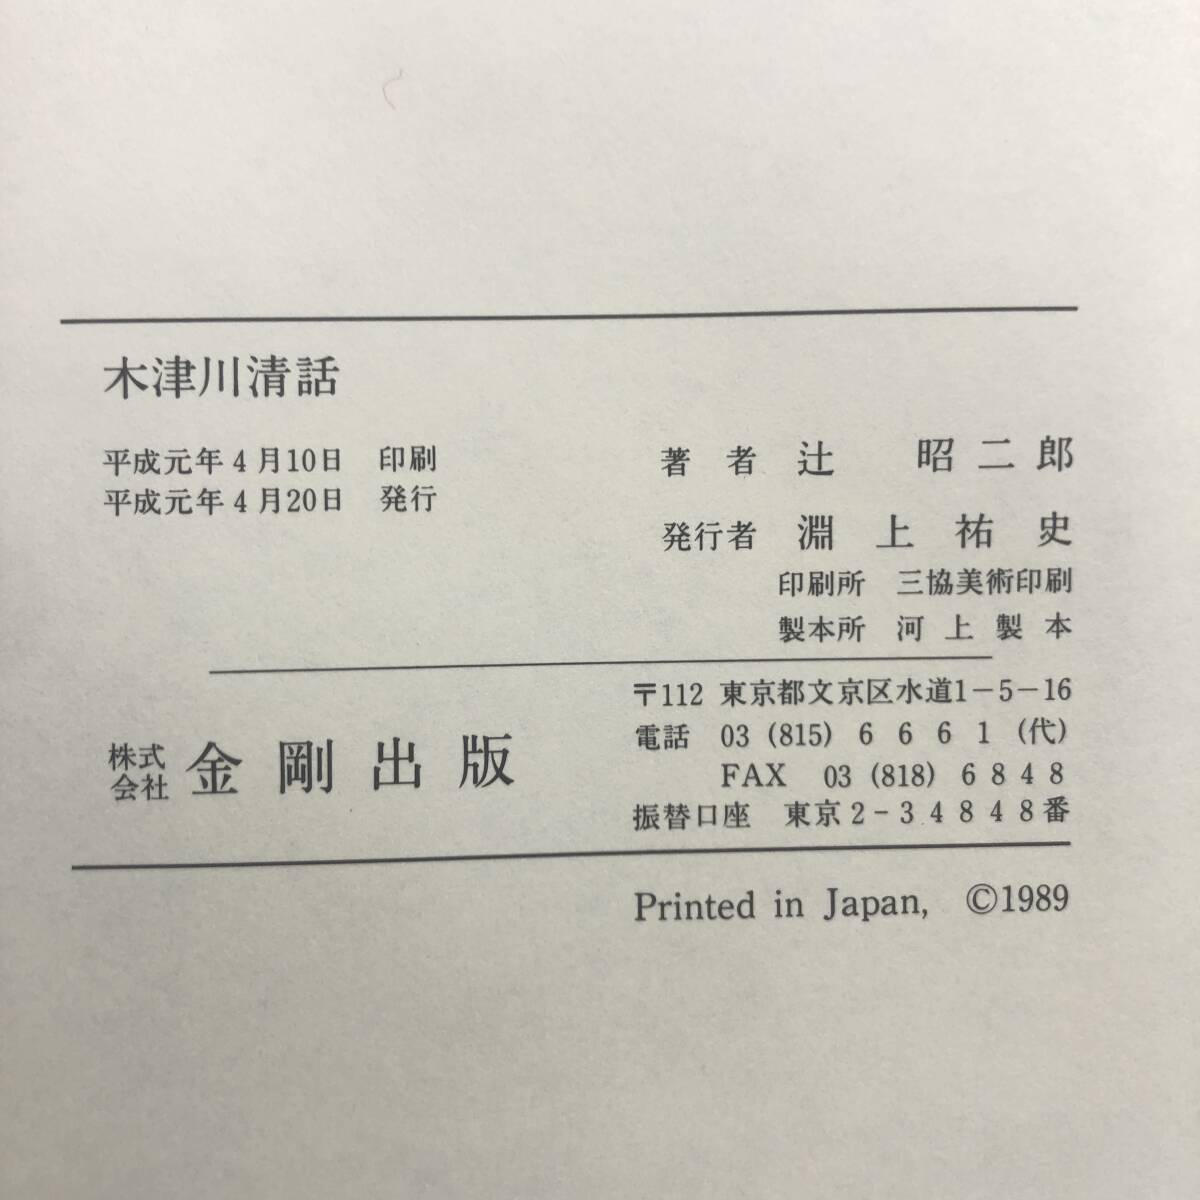 木津川清話
平成元年4月10日 印刷
平成元年4月20日 発行
著者 辻 昭二郎
発行者 淵上祐史
印刷所 三協美術印刷
製本所 河上製本
株式会社 金剛出版
〒112 東京都文京区水道1-5-16
電話 03 (815) 6661 (代)
FAX 03 (818) 6848
振替口座 東京2-34848番
Printed in Japan, ©1989